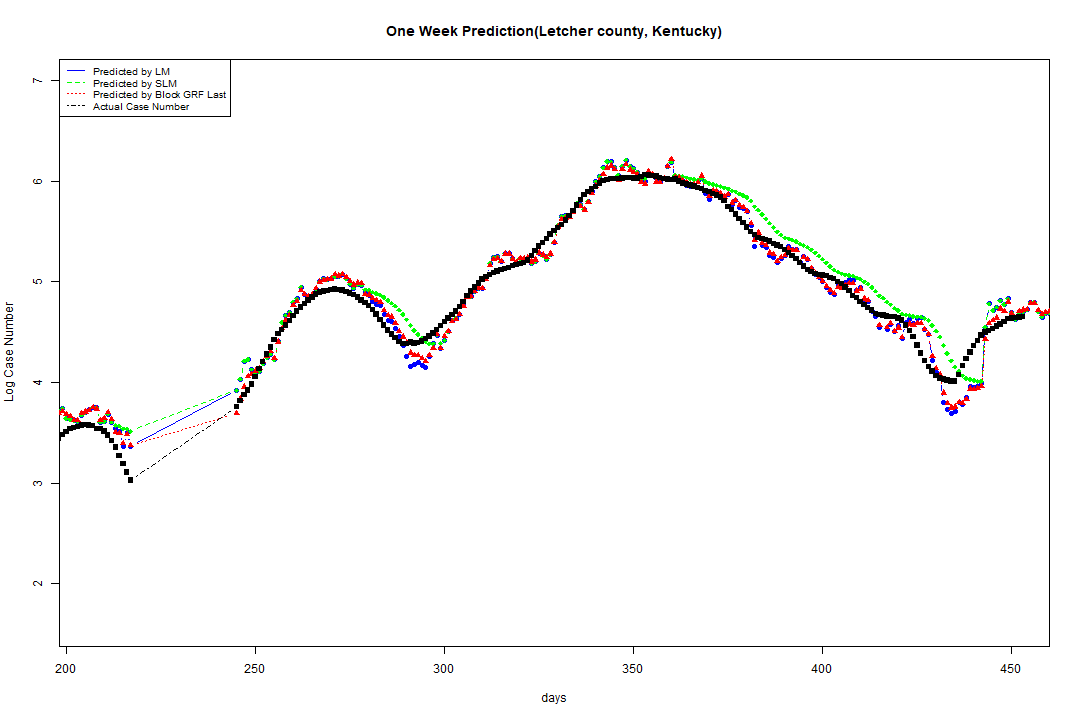 One Week Prediction(Letcher county, Kentucky)
Predicted by LM
Predicted by SLM
Predicted by Block GRF Last
Actual Case Number
7
6
5
4
3
2
Log Case Number
200 250 300 350 400 450
days